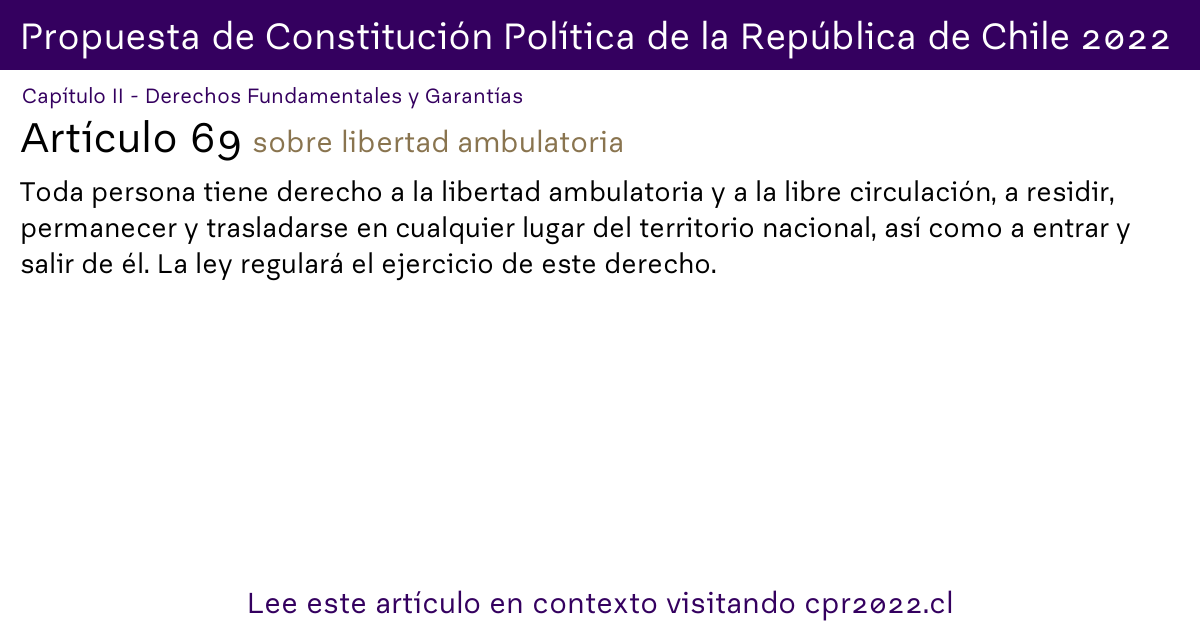 Propuesta de Constitución Política de la República de Chile 2022
Capítulo II - Derechos Fundamentales y Garantías
Artículo 69 sobre libertad ambulatoria
Toda persona tiene derecho a la libertad ambulatoria y a la libre circulación, a residir,
permanecer y trasladarse en cualquier lugar del territorio nacional, así como a entrar y
salir de él. La ley regulará el ejercicio de este derecho.
Lee este artículo en contexto visitando cpr2022.cl